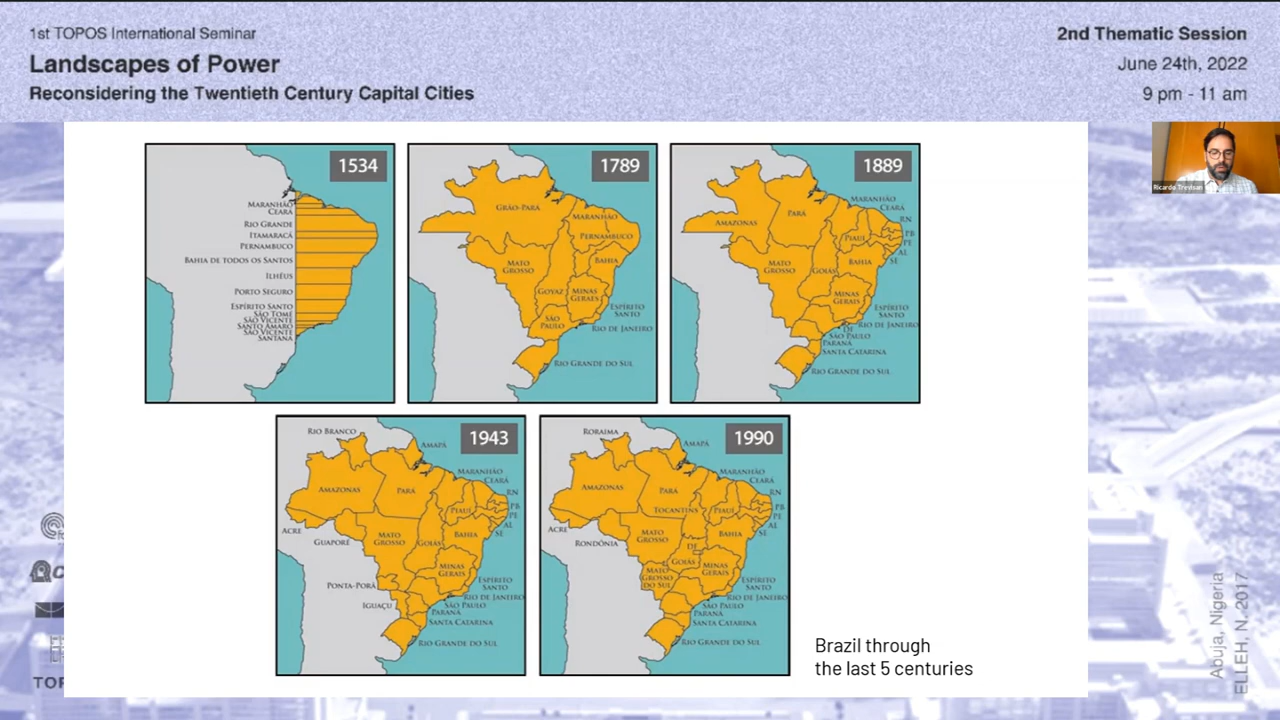 1st TOPOS International Seminar
Landscapes of Power
Reconsidering the Twentieth Century Capital Cities
2nd Thematic Session
June 24th, 2022
9 pm - 11 am
Ricardo Trevisan
1534
MARANHÃO
CEARÁ
RIO GRANDE
ITAMARACÁ
PERNAMBUCO
BAHIA DE TODOS OS SANTOS
ILHÉUS
PORTO SEGURO
ESPÍRITO SANTO
SÃO TOMÉ
SÃO VICENTE
SANTO AMARO
SÃO VICENTE
SANTANA
1789
GRÃO-PARÁ
MARANHÃO
PERNAMBUCO
BAHIA
MATO
GROSSO
GOYAZ
MINAS
GERAES
ESPÍRITO
SANTO
SÃO
PAULO
RIO DE JANEIRO
RIO GRANDE DO SUL
1889
MARANHÃO
CEARÁ
RN
PB
PE
AL
SE
AMAZONAS
PARÁ
PIAUÍ
BAHIA
MATO
GROSSO
GOIÁS
MINAS
GERAIS
ESPÍRITO
SANTO
RIO DE JANEIRO
DF
SÃO PAULO
PARANÁ
SANTA CATARINA
RIO GRANDE DO SUL
1943
RIO BRANCO
AMAPÁ
MARANHÃO
CEARÁ
RN
PB
PE
AL
SE
AMAZONAS
PARÁ
PIAUÍ
ACRE
GUAPORÉ
MATO
GROSSO
GOIÁS
BAHIA
MINAS
GERAIS
PONTA-PORÃ
IGUAÇU
ESPÍRITO
SANTO
RIO DE JANEIRO
SÃO PAULO
PARANÁ
SANTA CATARINA
RIO GRANDE DO SUL
1990
RORAIMA
AMAPÁ
MARANHÃO
CEARÁ
RN
PB
PE
AL
SE
AMAZONAS
PARÁ
TOCANTINS
PIAUÍ
ACRE
RONDÔNIA
MATO
GROSSO
BAHIA
DF
GOIÁS
MINAS
GERAIS
MATO
GROSSO
DO SUL
ESPÍRITO
SANTO
RIO DE JANEIRO
SÃO PAULO
PARANÁ
SANTA CATARINA
RIO GRANDE DO SUL
Brazil through
the last 5 centuries
Abuja, Nigeria
ELLEH, N. 2017